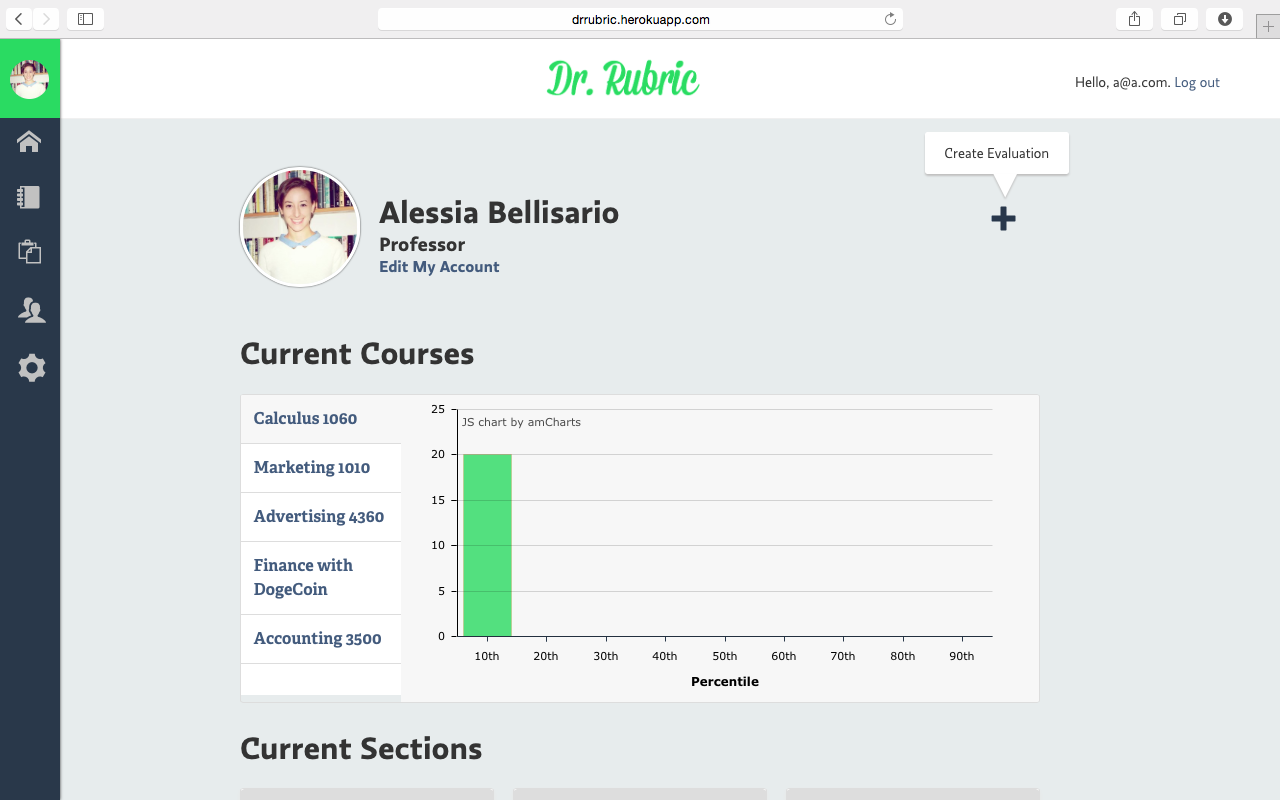 drrubric.herokuapp.com
Dr. Rubric
Hello, a@a.com. Log out
Create Evaluation
Alessia Bellisario
Professor
Edit My Account
Current Courses
Calculus 1060
Marketing 1010
Advertising 4360
Finance with
DogeCoin
Accounting 3500
25
JS chart by amCharts
20
15
10
5
0
10th 20th 30th 40th 50th 60th 70th 80th 90th
Percentile
Current Sections